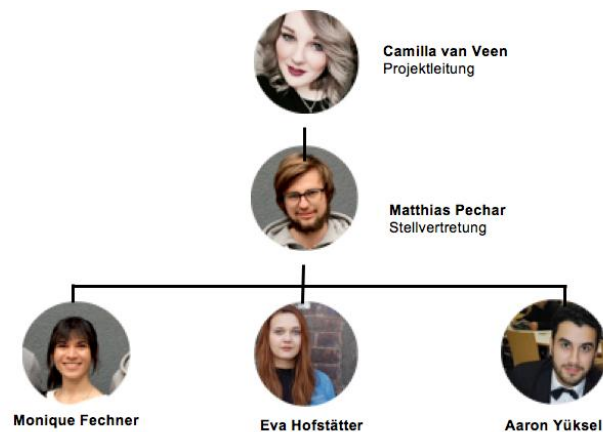 Camilla van Veen
Projektleitung
Matthias Pechar
Stellvertretung
Monique Fechner
Eva Hofstätter
Aaron Yüksel